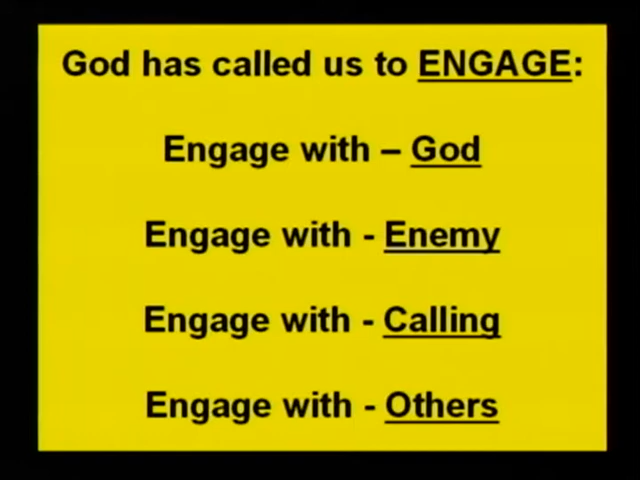 God has called us to ENGAGE:
Engage with – God
Engage with - Enemy
Engage with - Calling
Engage with - Others